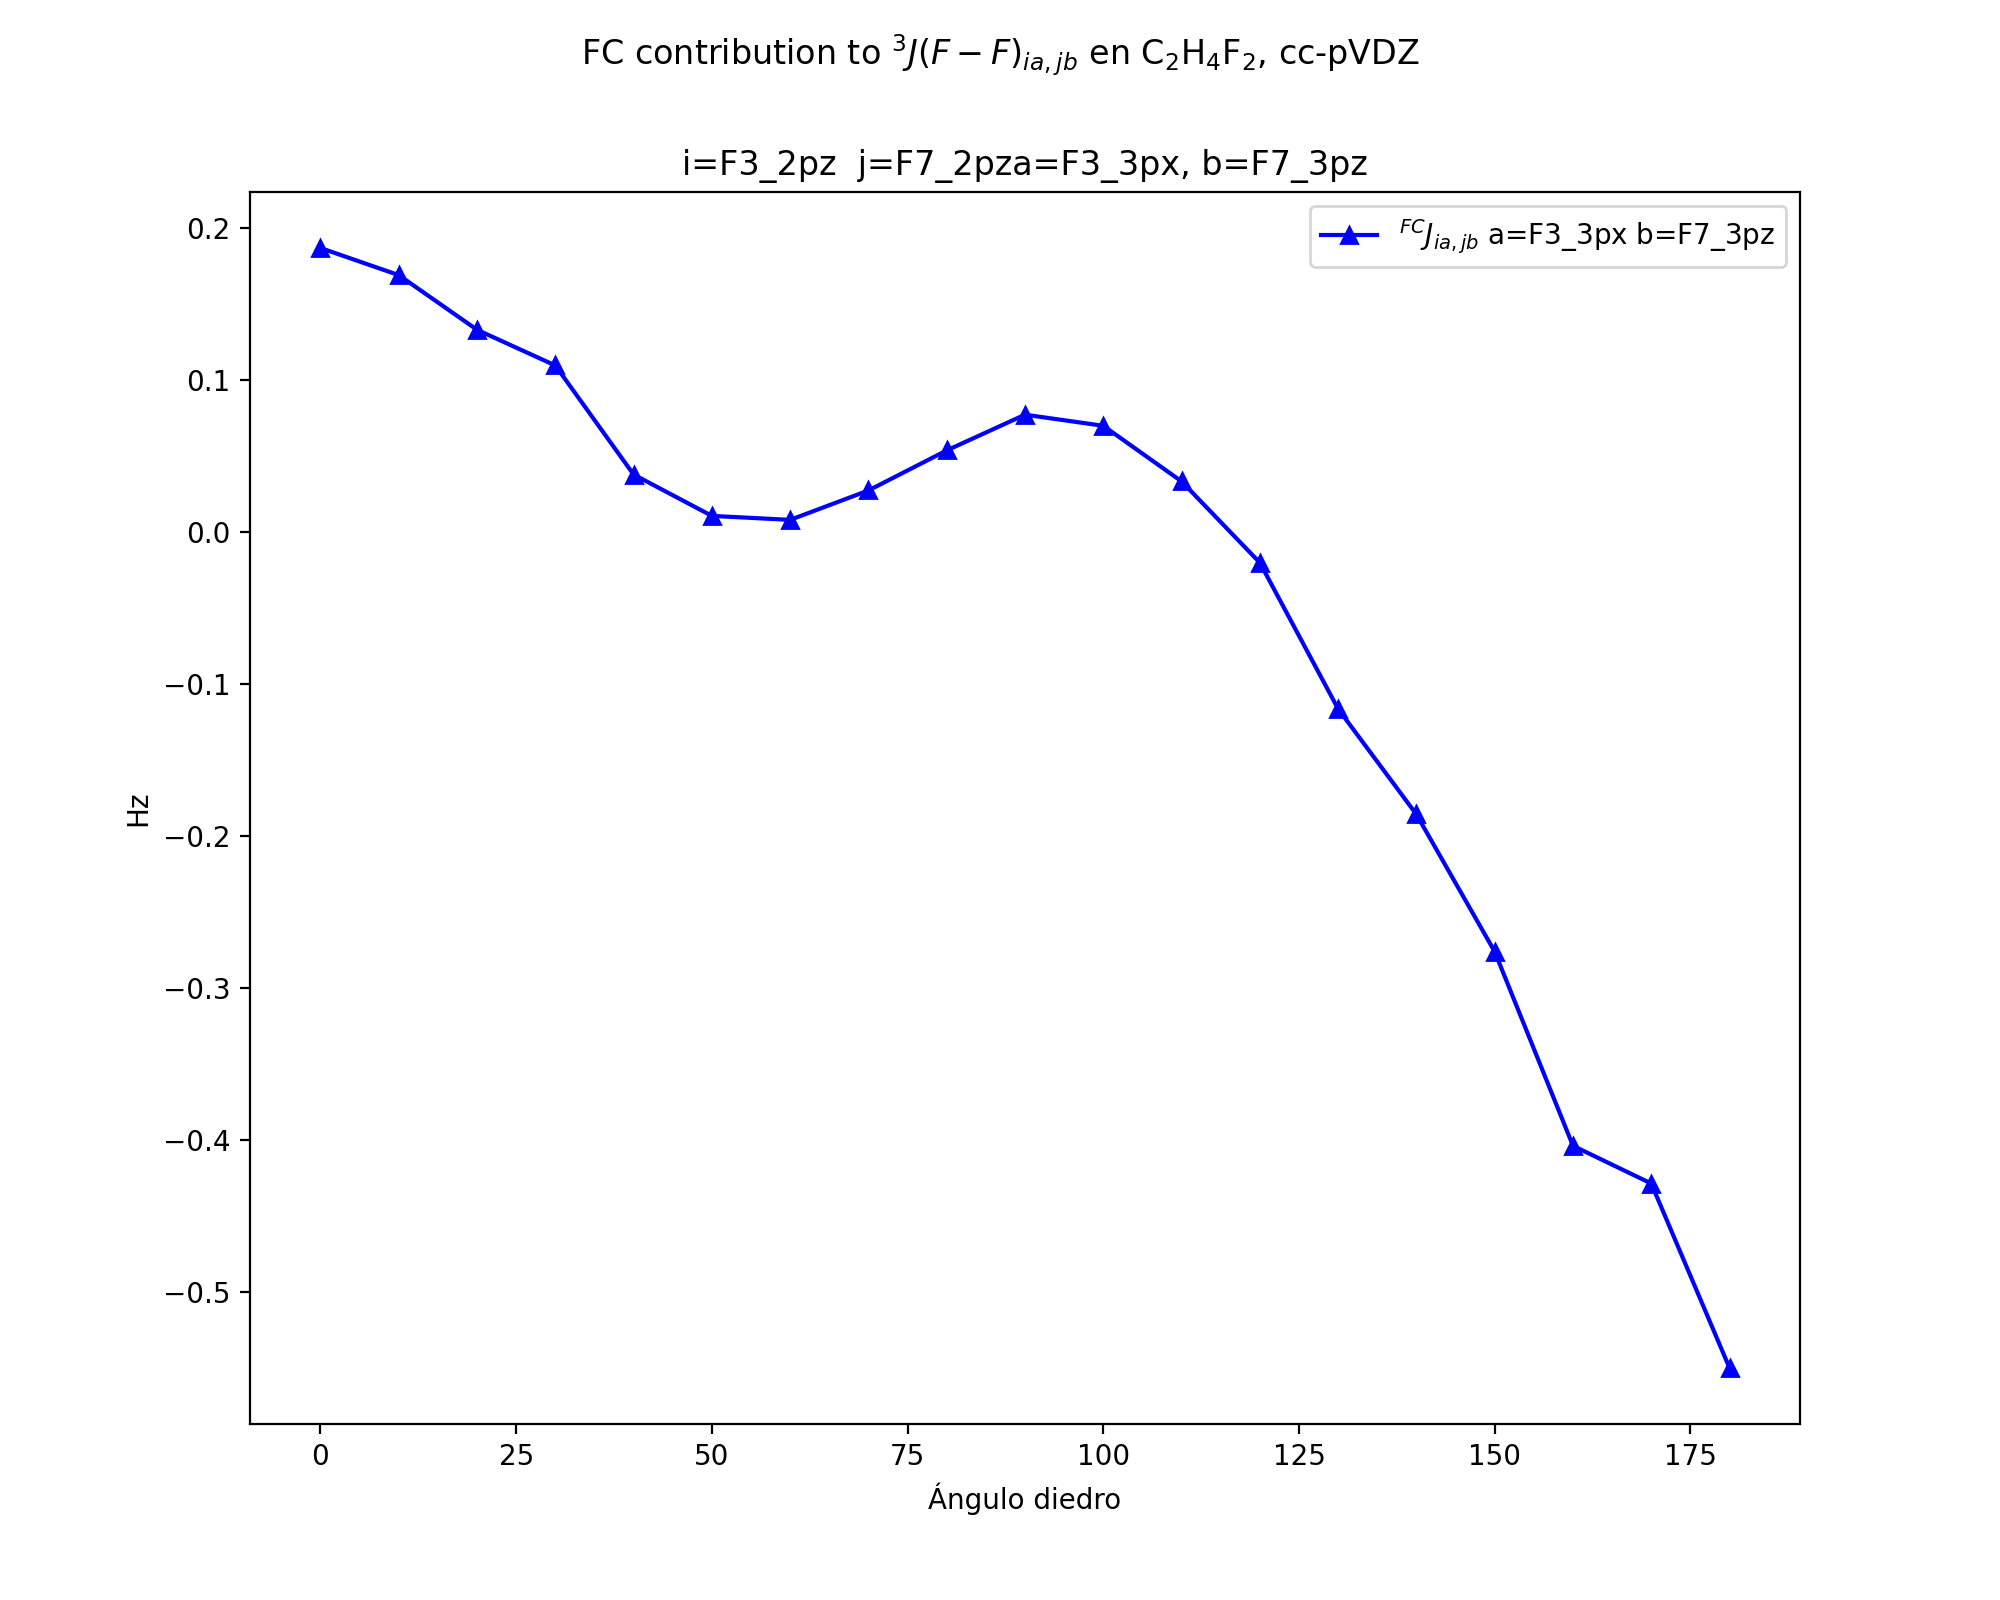 FC contribution to ³J(F − F)ia, jb en C₂H₄F₂, cc-pVDZ
i=F3_2pz  j=F7_2pza=F3_3px, b=F7_3pz
FCJia, jb a=F3_3px b=F7_3pz
0.2
0.1
0.0
−0.1
−0.2
−0.3
−0.4
−0.5
Hz
0 25 50 75 100 125 150 175
Ángulo diedro